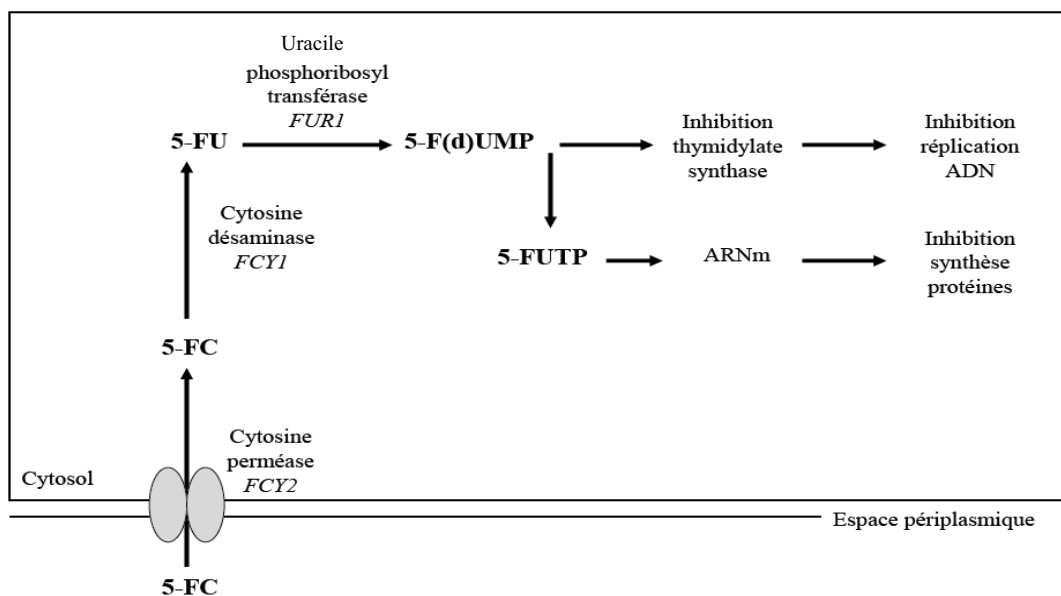 Uracile
phosphoribosyl
transférase
FUR1
5-FU
5-F(d)UMP
Inhibition
thymidylate
synthase
Inhibition
réplication
ADN
Cytosine
désaminase
FCY1
5-FUTP
ARNm
Inhibition
synthèse
protéines
5-FC
Cytosine
perméase
FCY2
Cytosol
Espace périplasmique
5-FC